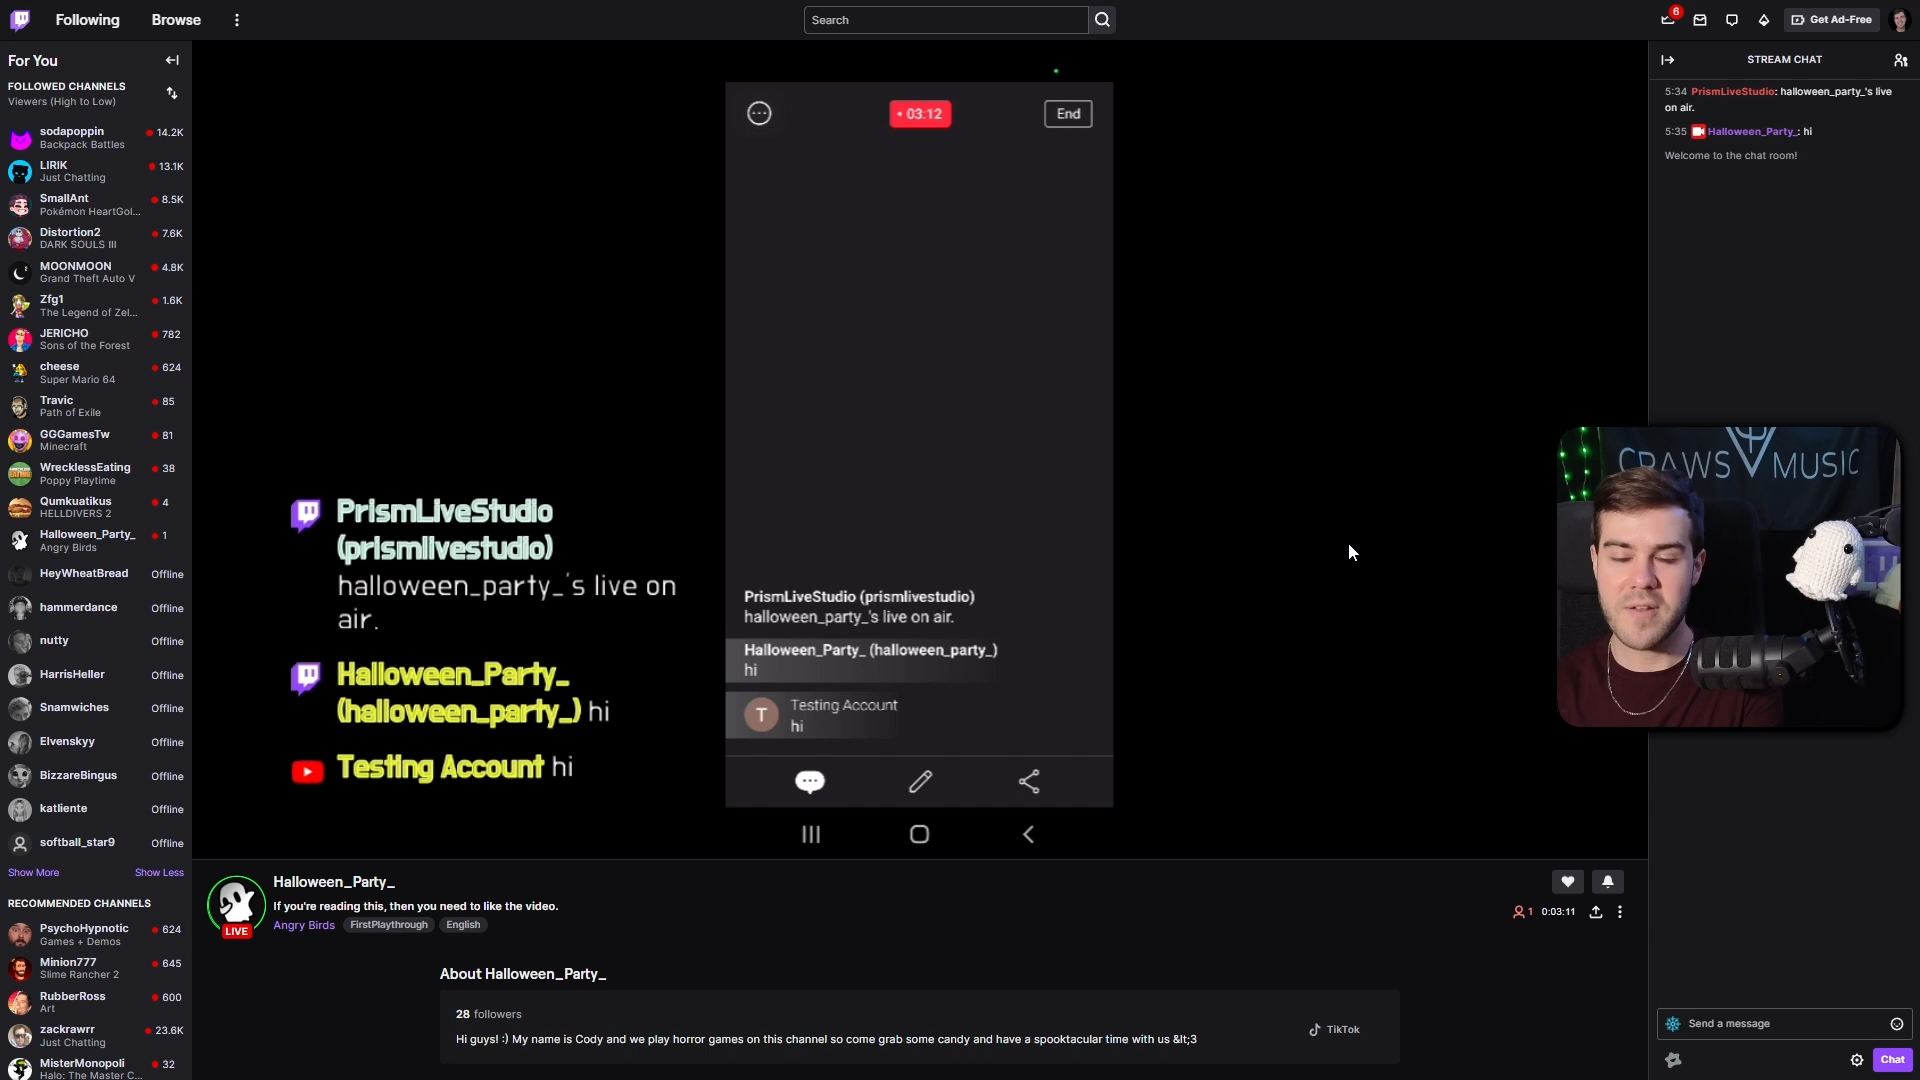 Following
Browse
Search
6
Get Ad-Free
For You
FOLLOWED CHANNELS
Viewers (High to Low)
sodapoppin
14.2K
Backpack Battles
LIRIK
13.1K
Just Chatting
SmallAnt
8.5K
Pokémon HeartGol...
Distortion2
7.6K
DARK SOULS III
MOONMOON
4.8K
Grand Theft Auto V
Zfg1
1.6K
The Legend of Zel...
JERICHO
782
Sons of the Forest
cheese
624
Super Mario 64
Travic
85
Path of Exile
GGGamesTw
81
Minecraft
WrecklessEating
38
Poppy Playtime
Qumkuatikus
4
HELLDIVERS 2
Halloween_Party_
1
Angry Birds
HeyWheatBread
Offline
hammerdance
Offline
nutty
Offline
HarrisHeller
Offline
Snamwiches
Offline
Elvenskyy
Offline
BizzareBingus
Offline
katliente
Offline
softball_star9
Offline
Show More
Show Less
RECOMMENDED CHANNELS
PsychoHypnotic
624
Games + Demos
Minion777
645
Slime Rancher 2
RubberRoss
600
Art
zackrawrr
23.6K
Just Chatting
MisterMonopoli
32
Halo: The Master C...
• 03:12
End
PrismLiveStudio
(prismlivestudio)
halloween_party_'s live on
air.
Halloween_Party_
(halloween_party_) hi
Testing Account hi
PrismLiveStudio (prismlivestudio)
halloween_party_'s live on air.
Halloween_Party_ (halloween_party_)
hi
T
Testing Account
hi
LIVE
Halloween_Party_
If you're reading this, then you need to like the video.
Angry Birds
FirstPlaythrough
English
1
0:03:11
About Halloween_Party_
28 followers
Hi guys! :) My name is Cody and we play horror games on this channel so come grab some candy and have a spooktacular time with us &lt;3
TikTok
STREAM CHAT
5:34 PrismLiveStudio: halloween_party_'s live
on air.
5:35 Halloween_Party_: hi
Welcome to the chat room!
CRAWS MUSIC
Send a message
Chat